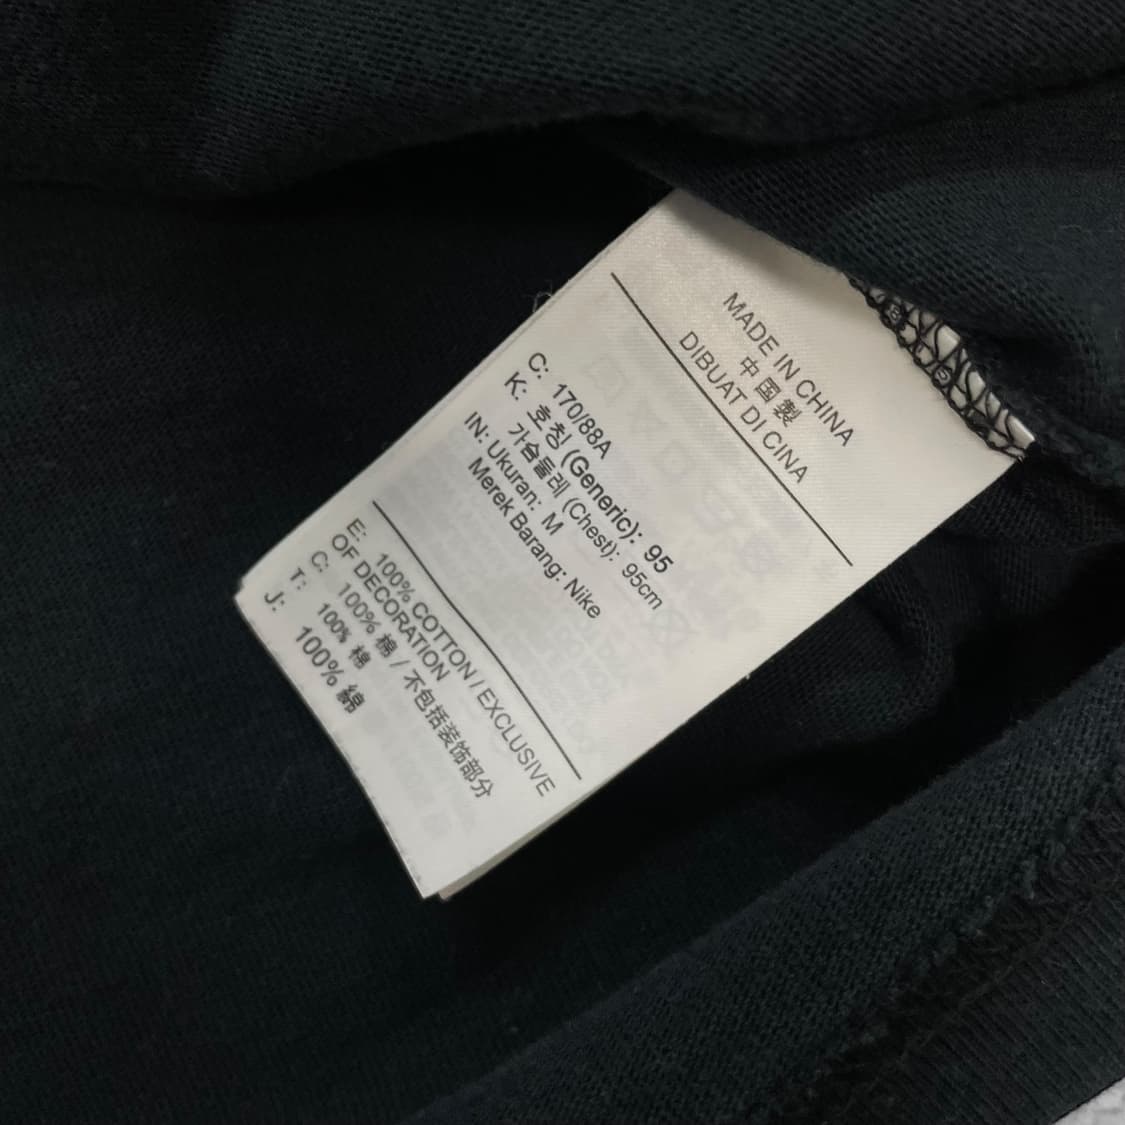 MADE IN CHINA
中国製
DIBUAT DI CINA
C: 170/88A
K: 호칭 (Generic): 95
가슴둘레 (Chest): 95cm
IN: Ukuran: M
Merek Barang: Nike
E: 100% COTTON / EXCLUSIVE
OF DECORATION
C: 100% 棉 / 不包括装饰部分
T: 100% 棉
J: 100% 綿